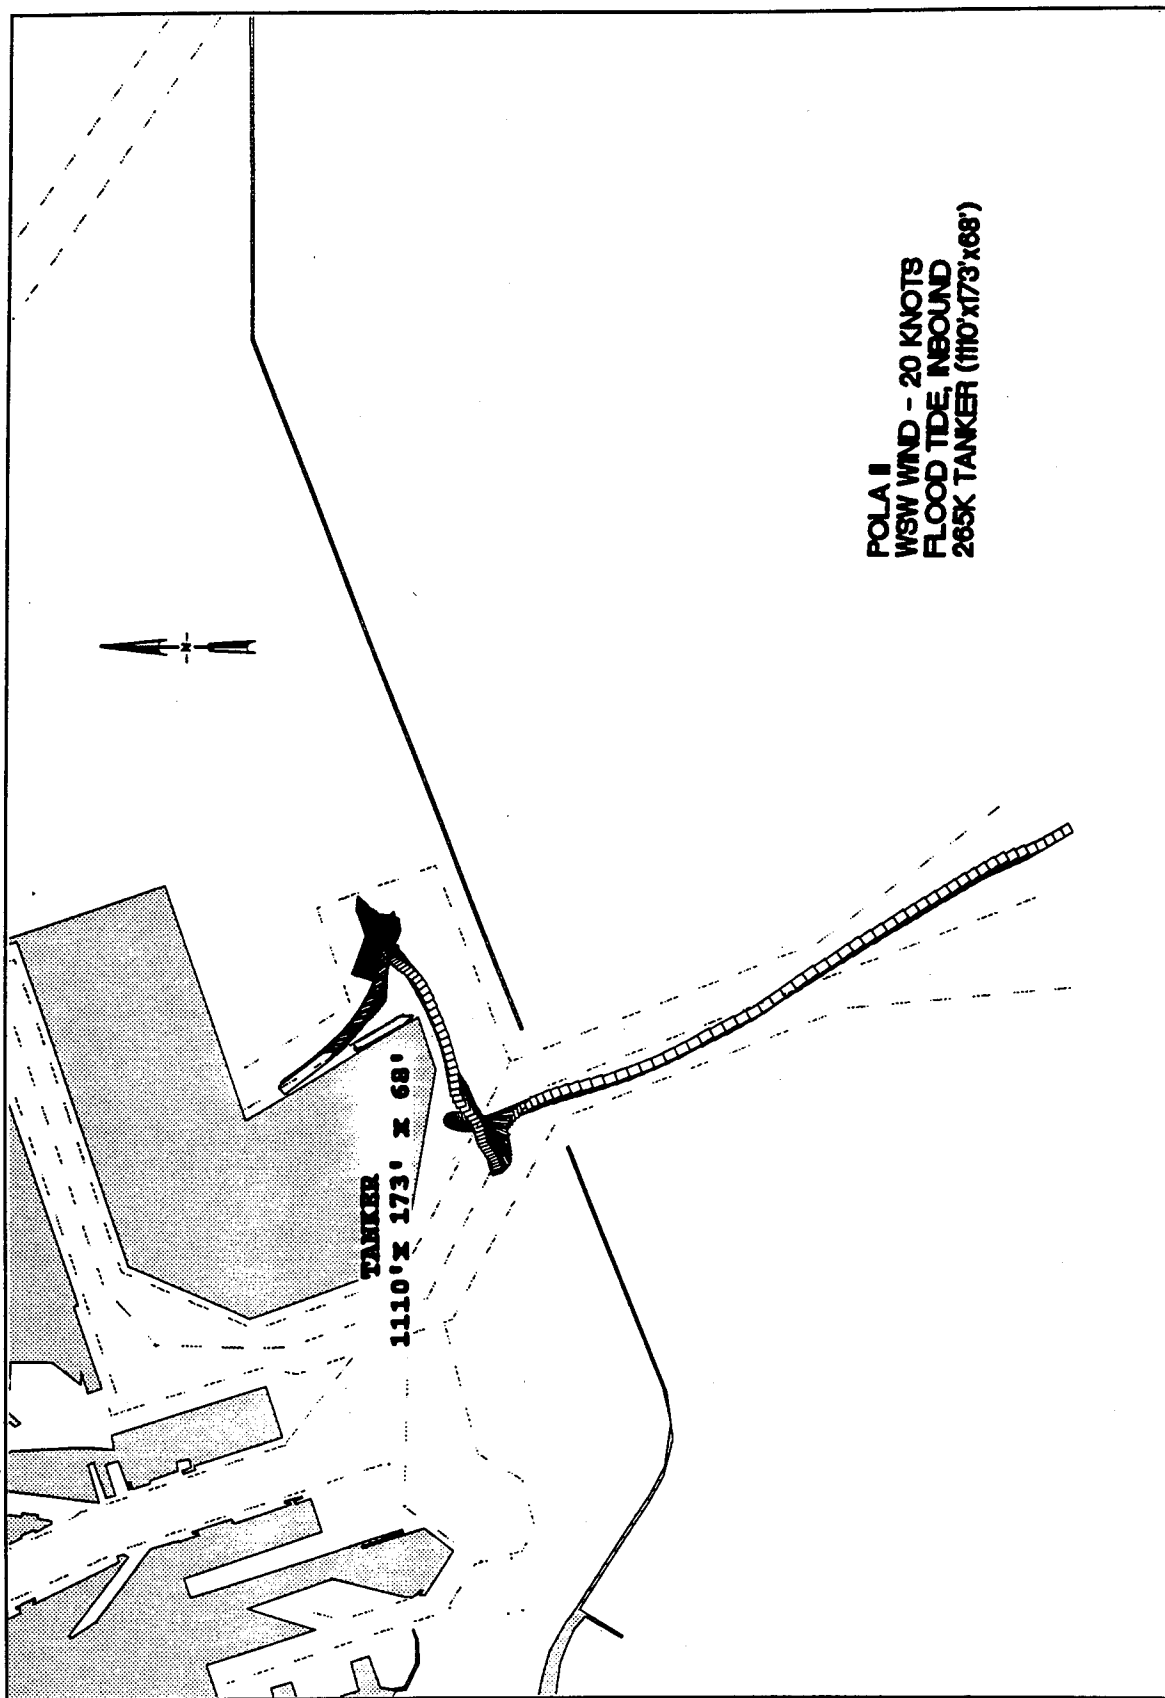 POLA II
WSW WIND - 20 KNOTS
FLOOD TIDE, INBOUND
265K TANKER (1110'x173'x68')
TANKER
1110'X 173' X 68'